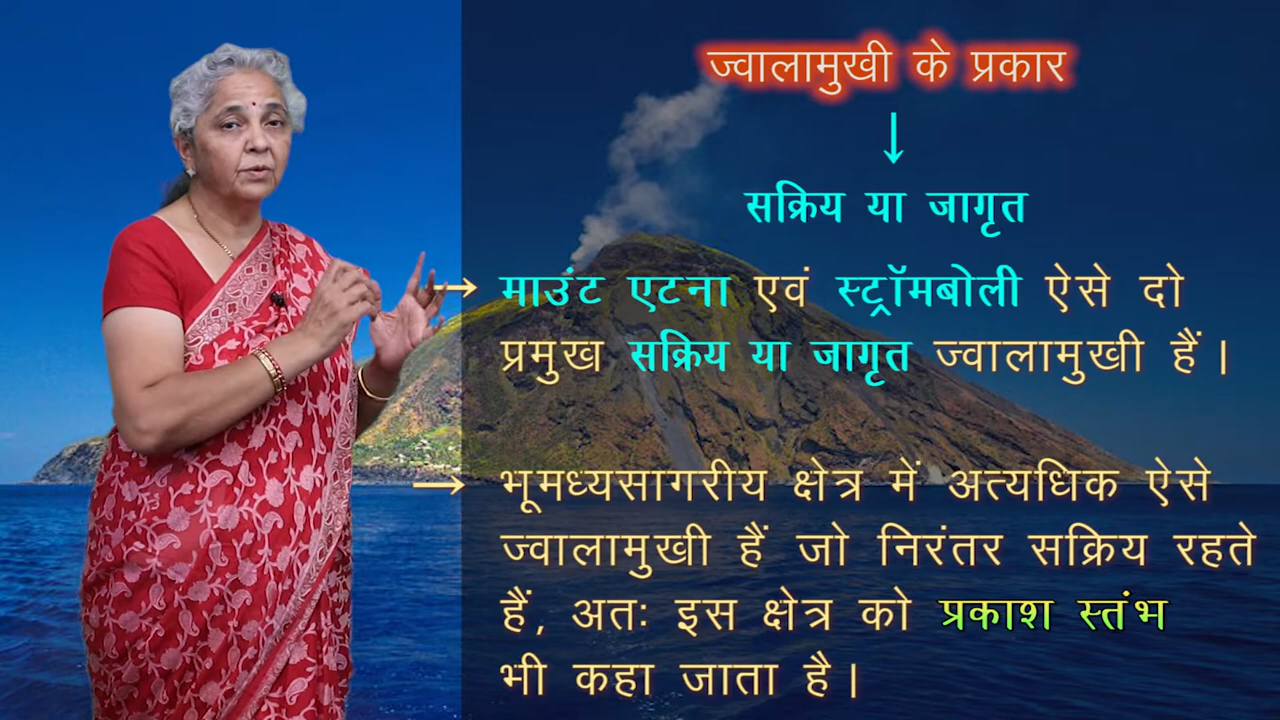 ज्वालामुखी के प्रकार
↓
सक्रिय या जागृत
→ माउंट एटना एवं स्ट्रॉमबोली ऐसे दो
प्रमुख सक्रिय या जागृत ज्वालामुखी हैं।
→ भूमध्यसागरीय क्षेत्र में अत्यधिक ऐसे
ज्वालामुखी हैं जो निरंतर सक्रिय रहते
हैं, अतः इस क्षेत्र को प्रकाश स्तंभ
भी कहा जाता है।